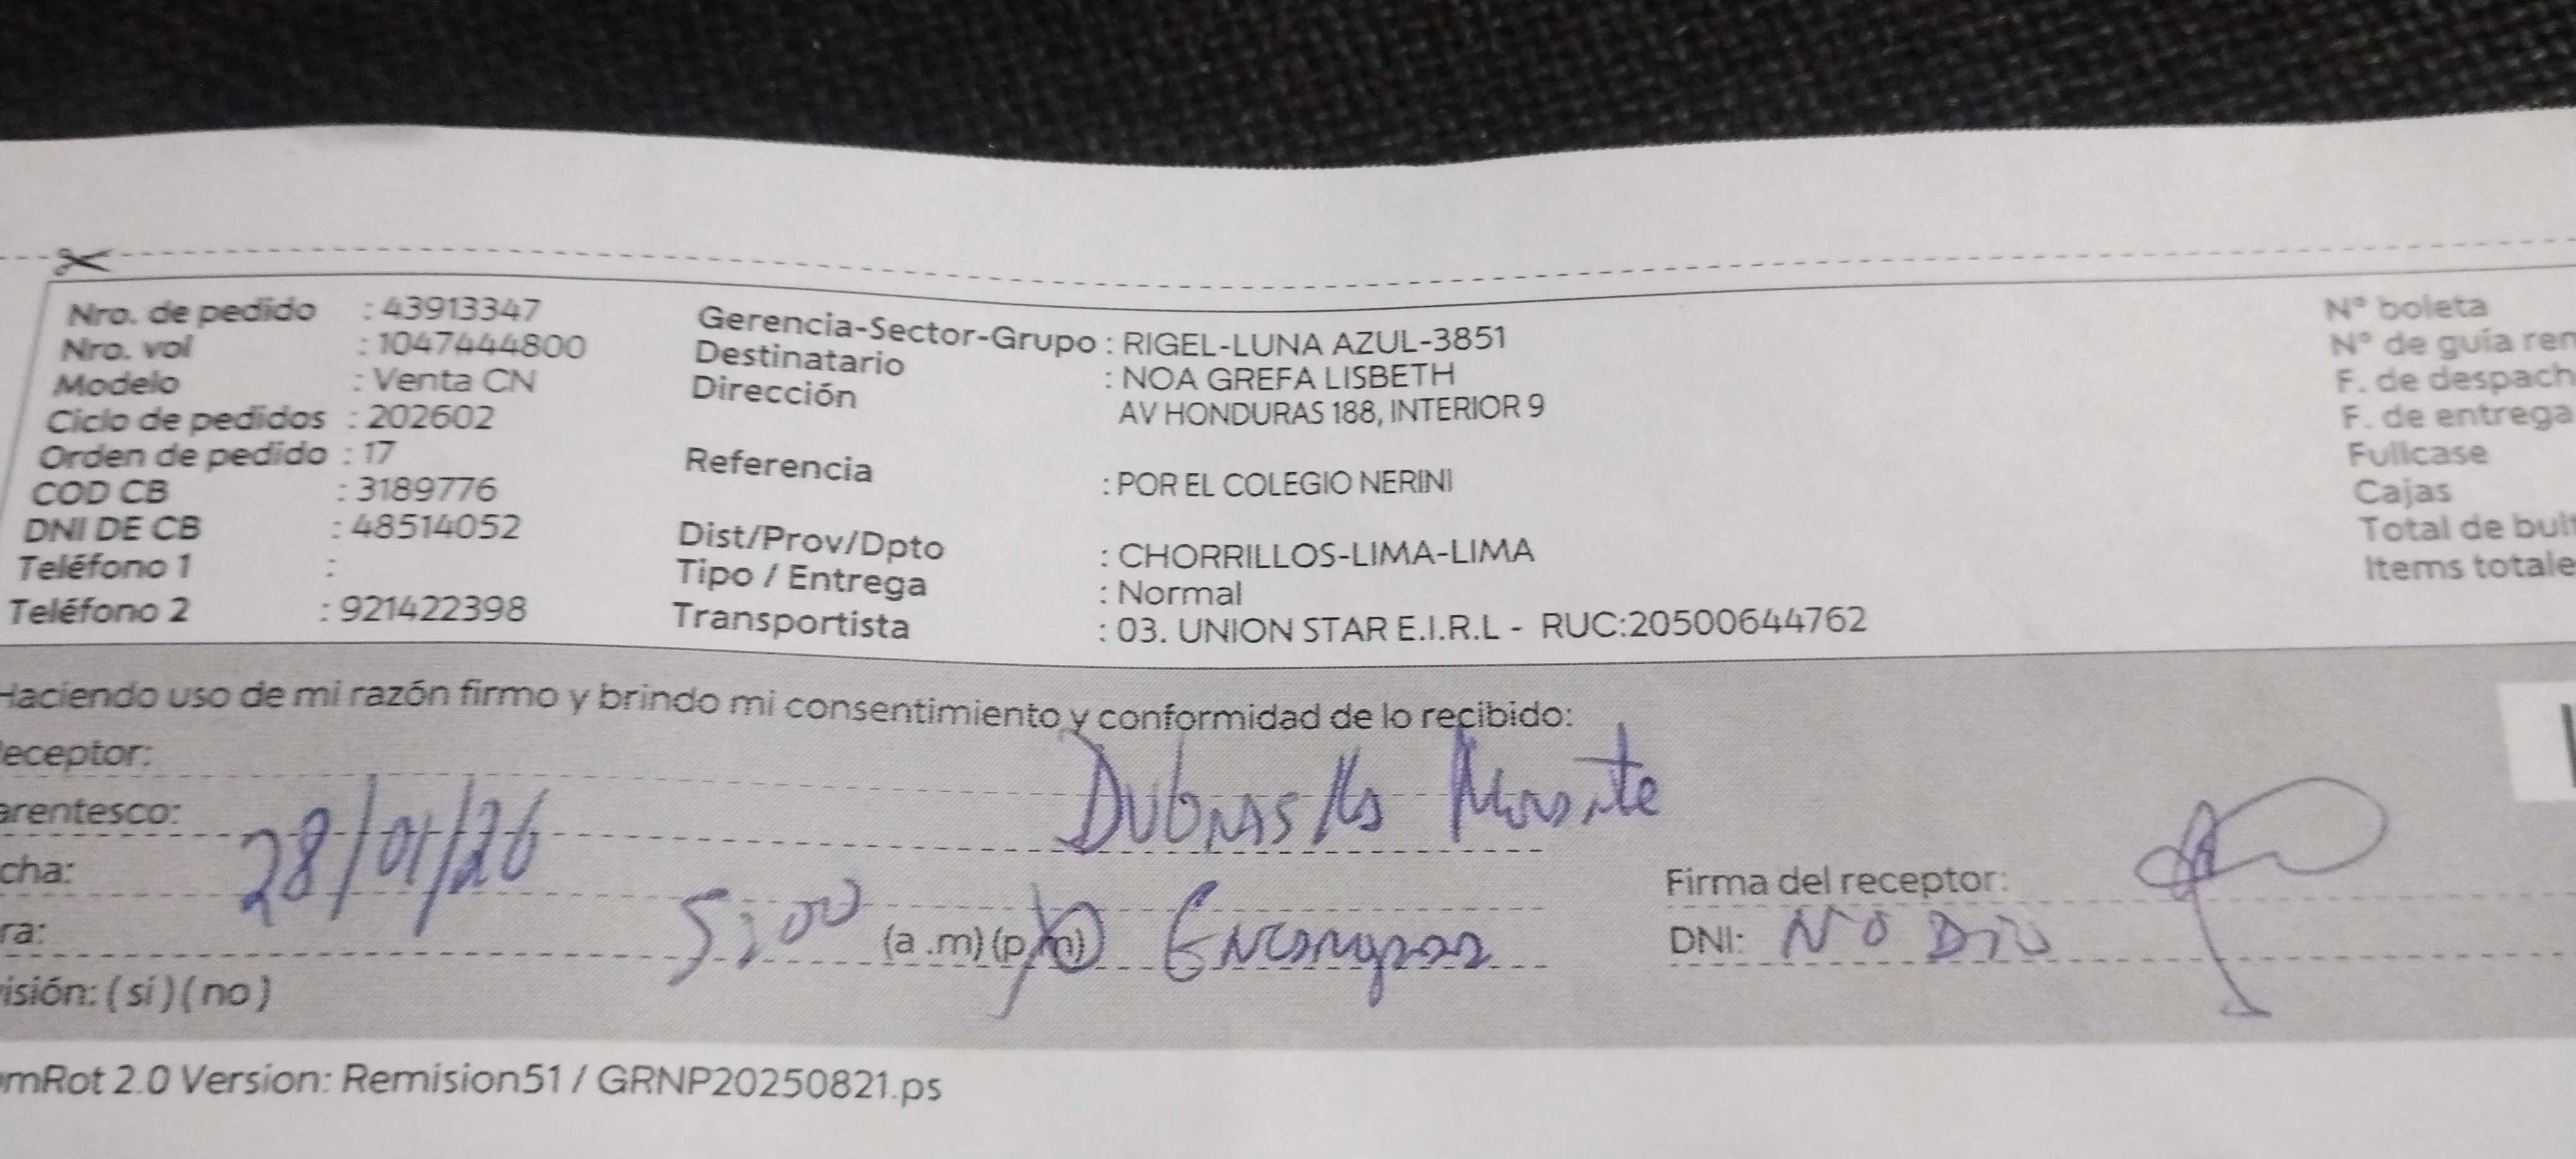 Nro. de pedido : 43913347
Nro. vol : 1047444800
Modelo : Venta CN
Ciclo de pedidos : 202602
Orden de pedido : 17
COD CB : 3189776
DNI DE CB : 48514052
Teléfono 1 :
Teléfono 2 : 921422398
Gerencia-Sector-Grupo : RIGEL-LUNA AZUL-3851
Destinatario : NOA GREFA LISBETH
Dirección AV HONDURAS 188, INTERIOR 9
Referencia : POR EL COLEGIO NERINI
Dist/Prov/Dpto : CHORRILLOS-LIMA-LIMA
Tipo / Entrega : Normal
Transportista : 03. UNION STAR E.I.R.L - RUC:20500644762
N° boleta
N° de guía rem
F. de despach
F. de entrega
Fullcase
Cajas
Total de bult
Items totale
Haciendo uso de mi razón firmo y brindo mi consentimiento y conformidad de lo recibido:
eceptor:
arentesco:
cha: 28/01/26
ra: 5:00 (a .m) (p.m)
Firma del receptor:
DNI: NO DIO
isión: ( sí ) ( no )
mRot 2.0 Version: Remision51 / GRNP20250821.ps